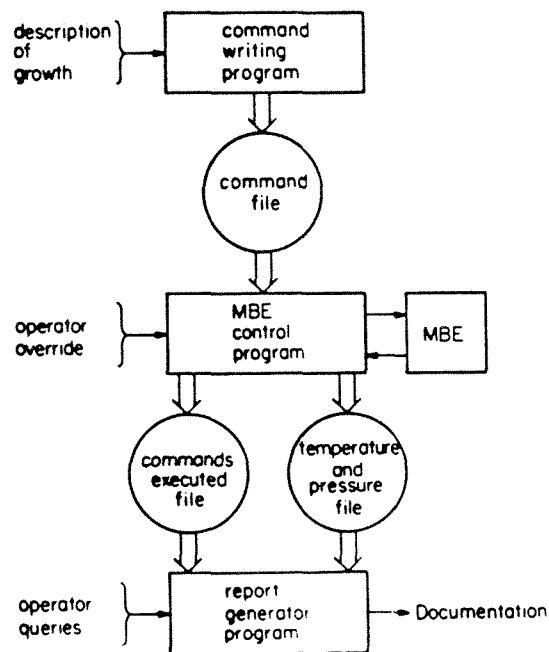 description
of
growth
command
writing
program
command
file
operator
override
MBE
control
program
MBE
commands
executed
file
temperature
and
pressure
file
operator
queries
report
generator
program
Documentation